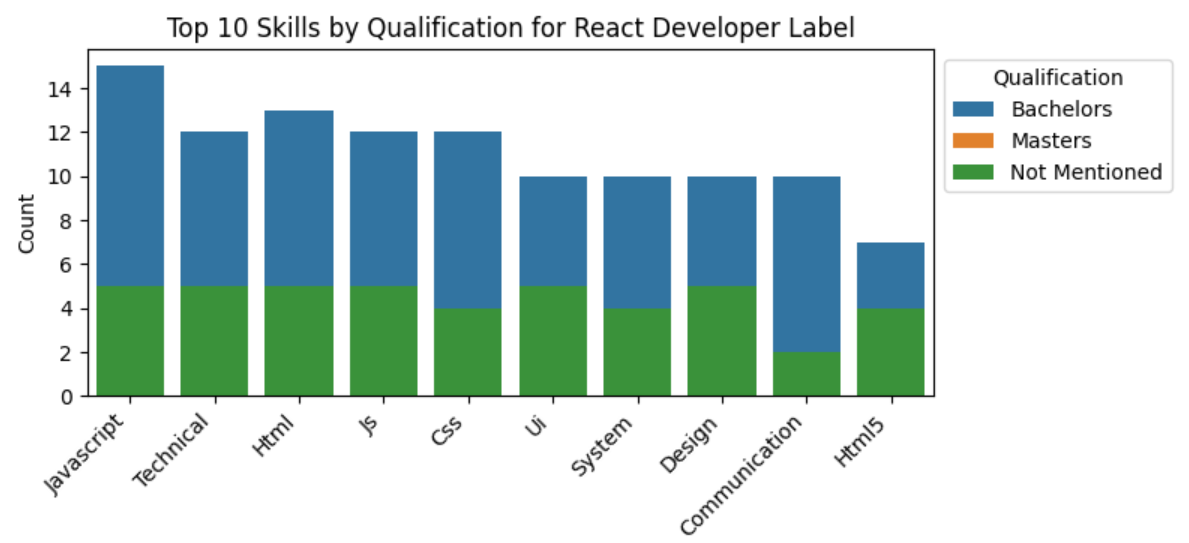 Top 10 Skills by Qualification for React Developer Label
Qualification
Bachelors
Masters
Not Mentioned
Count
14
12
10
8
6
4
2
0
Javascript
Technical
Html
Js
Css
Ui
System
Design
Communication
Html5